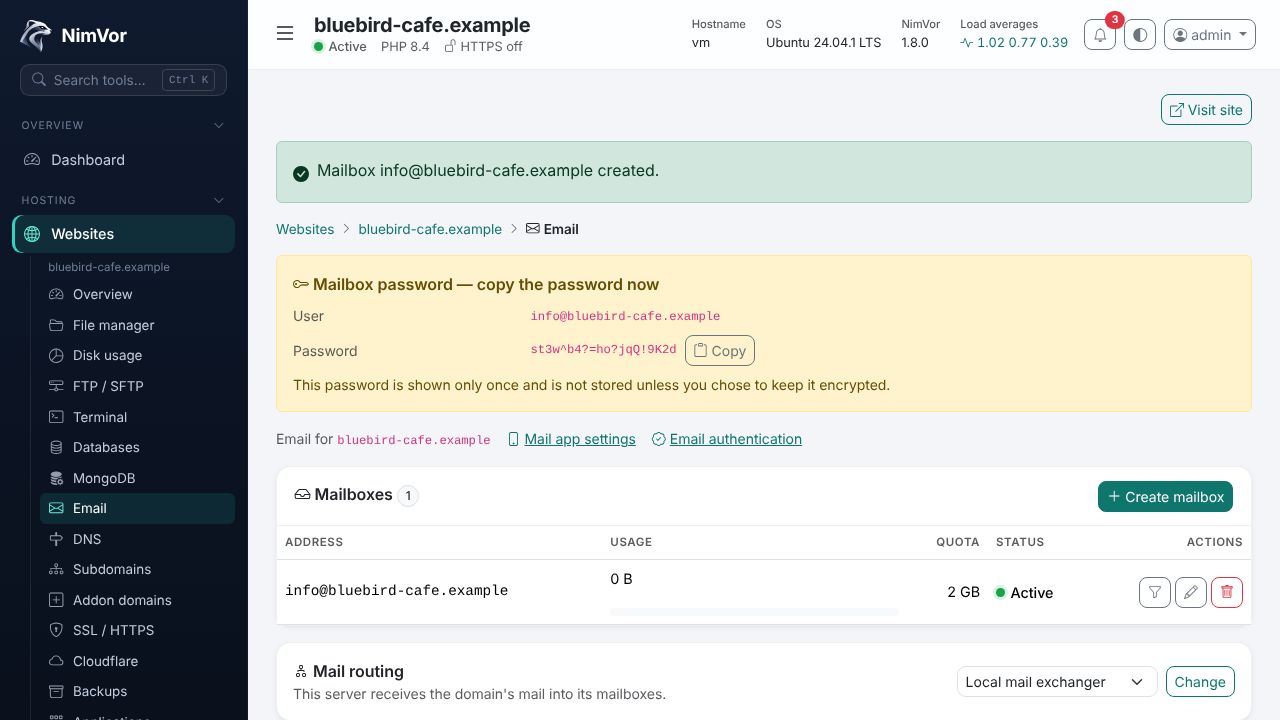 NimVor
Search tools... Ctrl K
OVERVIEW
Dashboard
HOSTING
Websites
bluebird-cafe.example
Overview
File manager
Disk usage
FTP / SFTP
Terminal
Databases
MongoDB
Email
DNS
Subdomains
Addon domains
SSL / HTTPS
Cloudflare
Backups
bluebird-cafe.example
Active PHP 8.4 HTTPS off
Hostname OS NimVor Load averages
vm Ubuntu 24.04.1 LTS 1.8.0 1.02 0.77 0.39
3
admin
Visit site
Mailbox info@bluebird-cafe.example created.
Websites > bluebird-cafe.example > Email
Mailbox password — copy the password now
User info@bluebird-cafe.example
Password st3w^b4?=ho?jqQ!9K2d Copy
This password is shown only once and is not stored unless you chose to keep it encrypted.
Email for bluebird-cafe.example Mail app settings Email authentication
Mailboxes 1 + Create mailbox
ADDRESS USAGE QUOTA STATUS ACTIONS
info@bluebird-cafe.example 0 B 2 GB Active
Mail routing
This server receives the domain's mail into its mailboxes.
Local mail exchanger Change